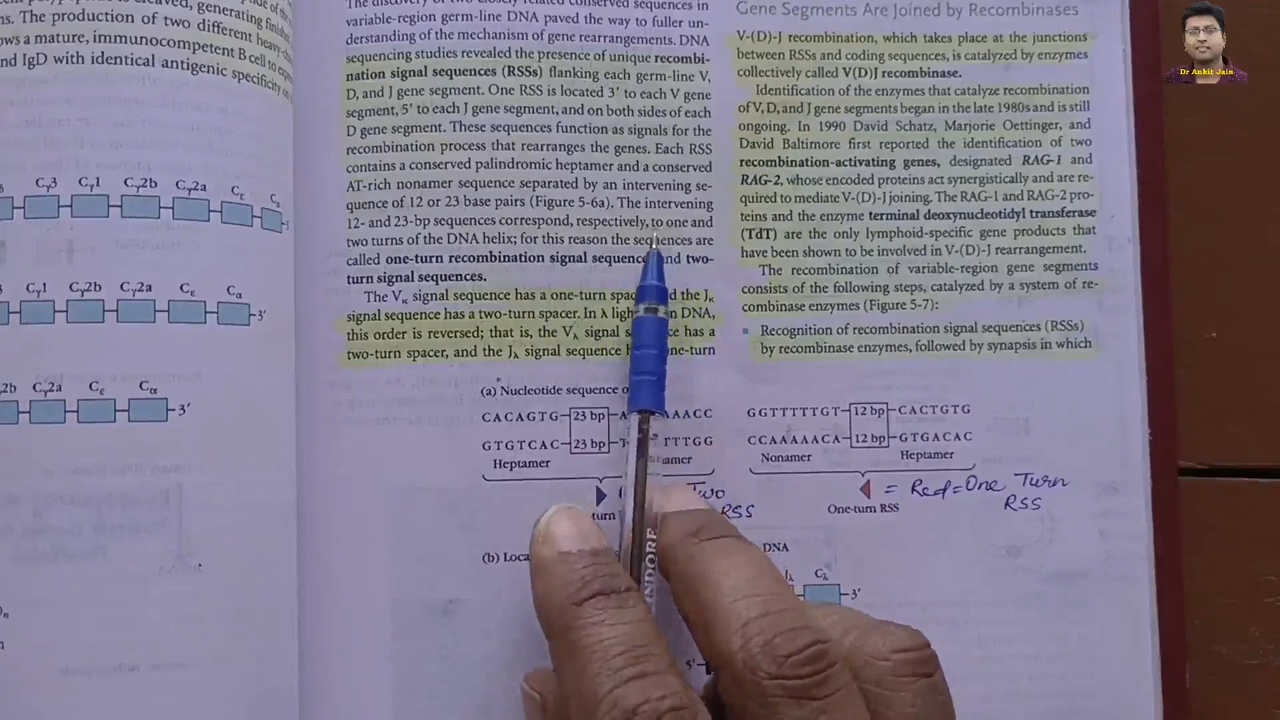 is cleaved, generating
ns. The production of two different heavy-
ows a mature, immunocompetent B cell to
nd IgD with identical antigenic specificity on
Cγ3 Cγ1 Cγ2b Cγ2a Cε
Cγ1 Cγ2b Cγ2a Cε Cα
3′
2b Cγ2a Cε Cα
3′
The discovery of two closely related conserved sequences in
variable-region germ-line DNA paved the way to fuller un-
derstanding of the mechanism of gene rearrangements. DNA
sequencing studies revealed the presence of unique recombi-
nation signal sequences (RSSs) flanking each germ-line V,
D, and J gene segment. One RSS is located 3′ to each V gene
segment, 5′ to each J gene segment, and on both sides of each
D gene segment. These sequences function as signals for the
recombination process that rearranges the genes. Each RSS
contains a conserved palindromic heptamer and a conserved
AT-rich nonamer sequence separated by an intervening se-
quence of 12 or 23 base pairs (Figure 5-6a). The intervening
12- and 23-bp sequences correspond, respectively, to one and
two turns of the DNA helix; for this reason the sequences are
called one-turn recombination signal and two-
turn signal sequences.
The Vκ signal sequence has a one-turn the Jκ
signal sequence has a two-turn spacer. In λ DNA,
this order is reversed; that is, the Vλ signal has a
two-turn spacer, and the Jλ signal sequence one-turn
Gene Segments Are Joined by Recombinases
V-(D)-J recombination, which takes place at the junctions
between RSSs and coding sequences, is catalyzed by enzymes
collectively called V(D)J recombinase.
Identification of the enzymes that catalyze recombination
of V, D, and J gene segments began in the late 1980s and is still
ongoing. In 1990 David Schatz, Marjorie Oettinger, and
David Baltimore first reported the identification of two
recombination-activating genes, designated RAG-1 and
RAG-2, whose encoded proteins act synergistically and are re-
quired to mediate V-(D)-J joining. The RAG-1 and RAG-2 pro-
teins and the enzyme terminal deoxynucleotidyl transferase
(TdT) are the only lymphoid-specific gene products that
have been shown to be involved in V-(D)-J rearrangement.
The recombination of variable-region gene segments
consists of the following steps, catalyzed by a system of re-
combinase enzymes (Figure 5-7):
■ Recognition of recombination signal sequences (RSSs)
by recombinase enzymes, followed by synapsis in which
(a) Nucleotide sequence
CACAGTG 23 bp AACC
GTGTCAC 23 bp TTTGG
Heptamer
Two
turn RSS
GGTTTTTGT 12 bp CACTGTG
CCAAAAACA 12 bp GTGACAC
Nonamer Heptamer
= Red=One Turn
RSS
One-turn RSS
(b) DNA
Jλ Cλ
3′
5′
INDORE
Dr Ankit Jain